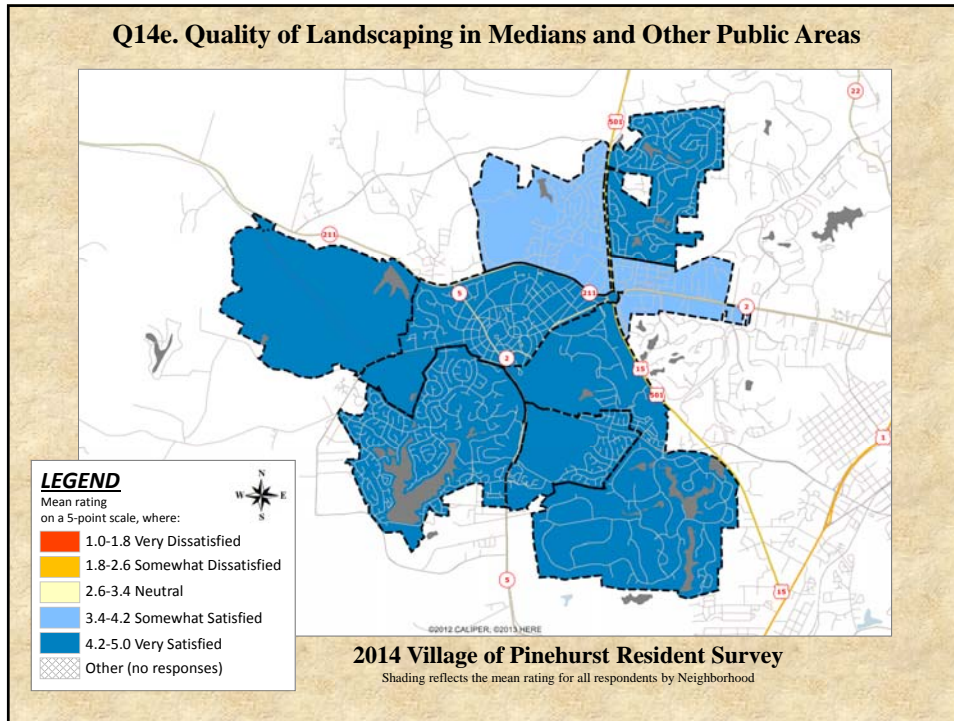 Q14e. Quality of Landscaping in Medians and Other Public Areas
22
501
211
5
211
2
2
15
501
1
5
15
©2012 CALIPER, ©2013 HERE
LEGEND
Mean rating
on a 5-point scale, where:
N
W E
S
1.0-1.8 Very Dissatisfied
1.8-2.6 Somewhat Dissatisfied
2.6-3.4 Neutral
3.4-4.2 Somewhat Satisfied
4.2-5.0 Very Satisfied
Other (no responses)
2014 Village of Pinehurst Resident Survey
Shading reflects the mean rating for all respondents by Neighborhood